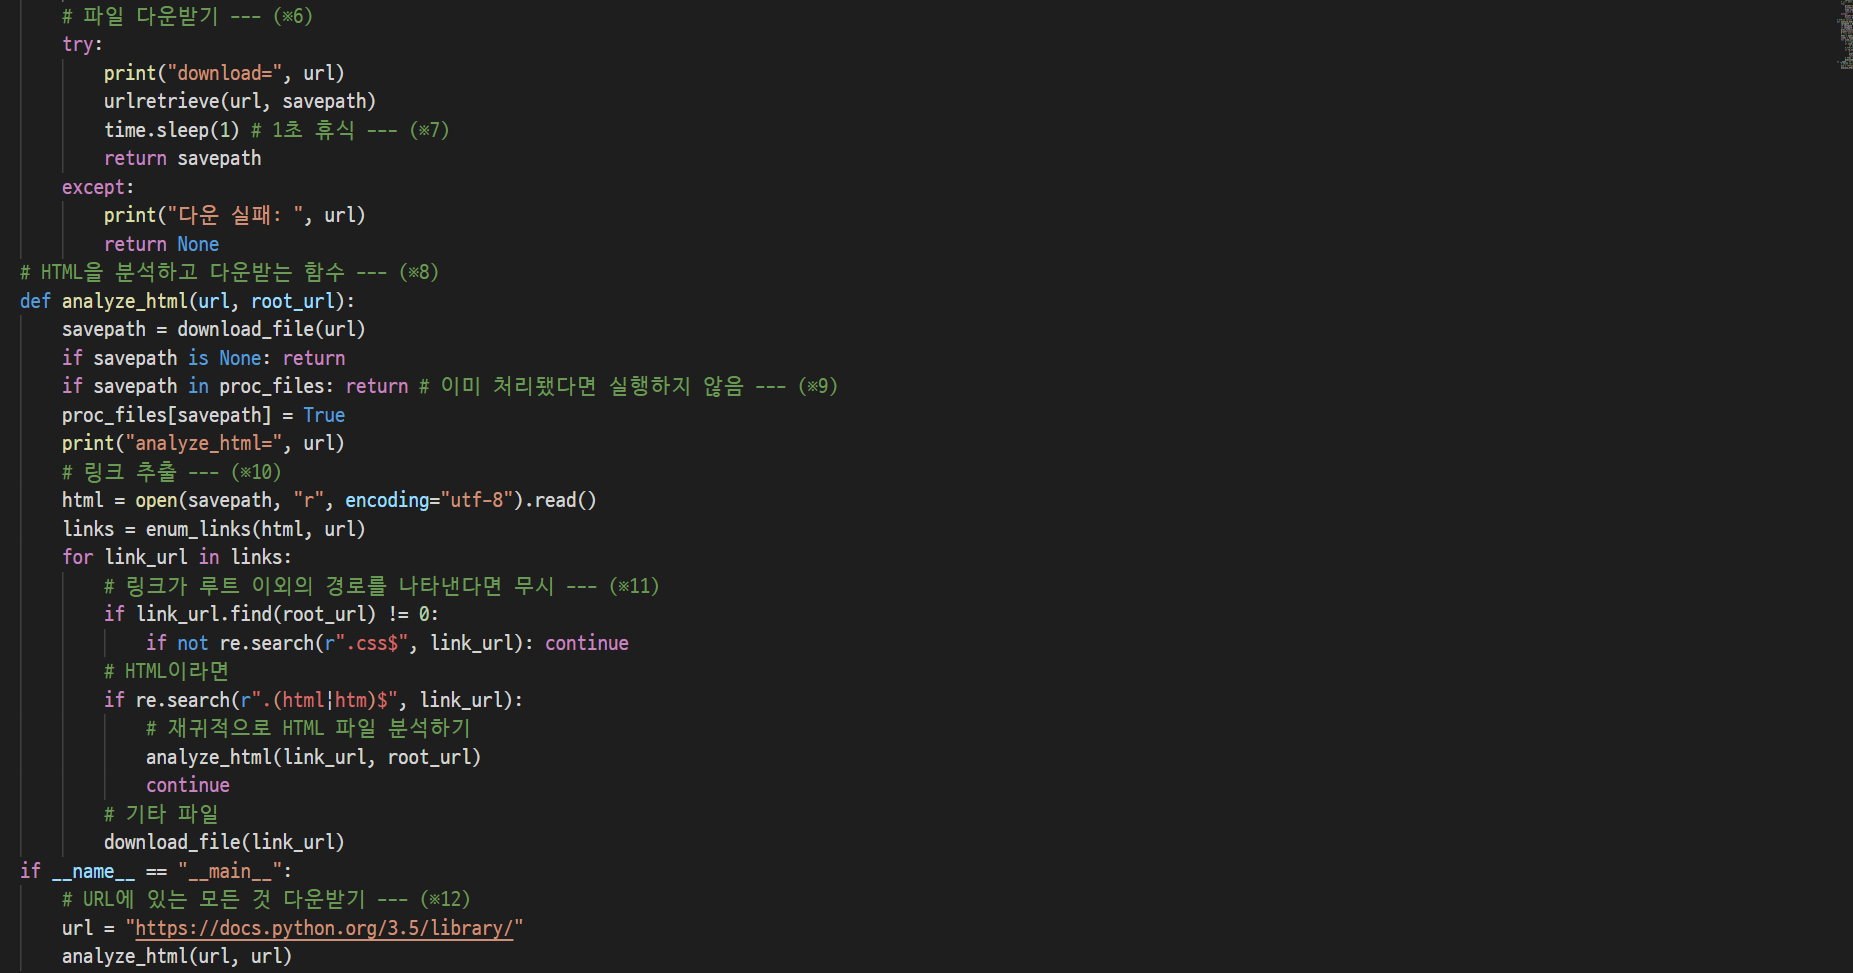 # 파일 다운받기 --- (※6)
try:
print("download=", url)
urlretrieve(url, savepath)
time.sleep(1) # 1초 휴식 --- (※7)
return savepath
except:
print("다운 실패: ", url)
return None
# HTML을 분석하고 다운받는 함수 --- (※8)
def analyze_html(url, root_url):
savepath = download_file(url)
if savepath is None: return
if savepath in proc_files: return # 이미 처리됐다면 실행하지 않음 --- (※9)
proc_files[savepath] = True
print("analyze_html=", url)
# 링크 추출 --- (※10)
html = open(savepath, "r", encoding="utf-8").read()
links = enum_links(html, url)
for link_url in links:
# 링크가 루트 이외의 경로를 나타낸다면 무시 --- (※11)
if link_url.find(root_url) != 0:
if not re.search(r".css$", link_url): continue
# HTML이라면
if re.search(r".(html|htm)$", link_url):
# 재귀적으로 HTML 파일 분석하기
analyze_html(link_url, root_url)
continue
# 기타 파일
download_file(link_url)
if __name__ == "__main__":
# URL에 있는 모든 것 다운받기 --- (※12)
url = "https://docs.python.org/3.5/library/"
analyze_html(url, url)